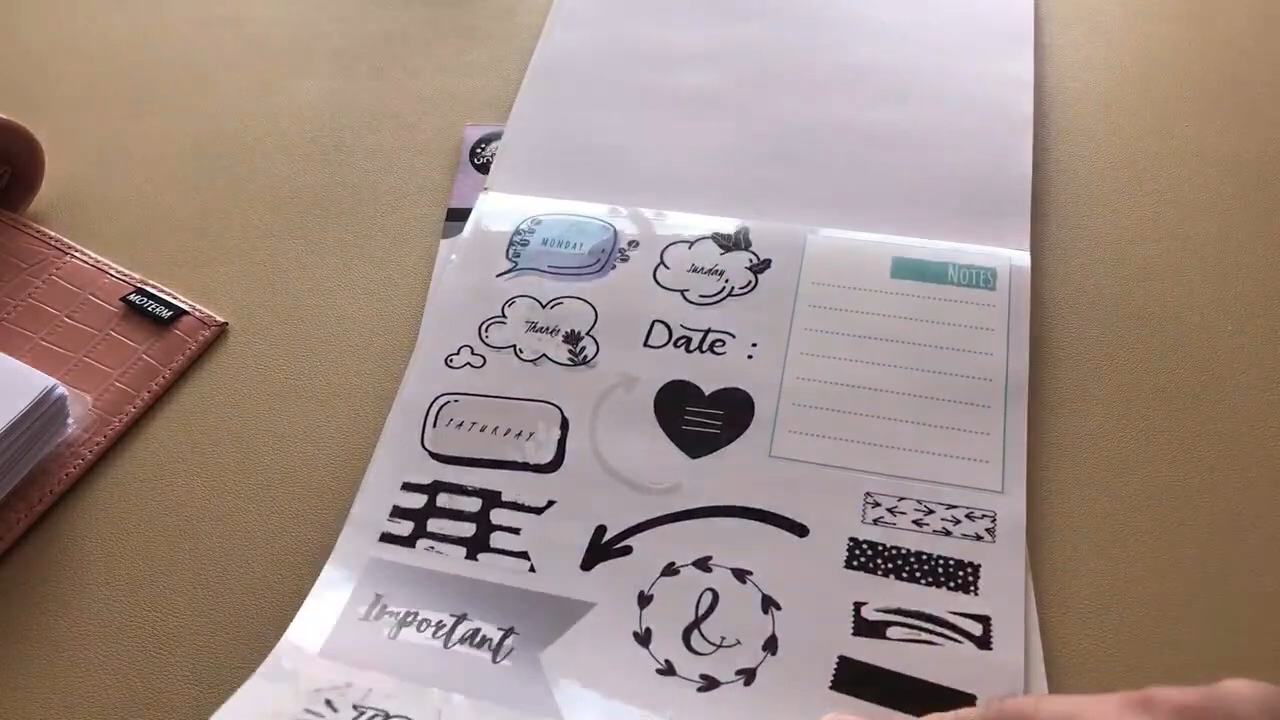 MONDAY
Sunday
NOTES
Thanks
Date:
SATURDAY
Important
&
MOTERM